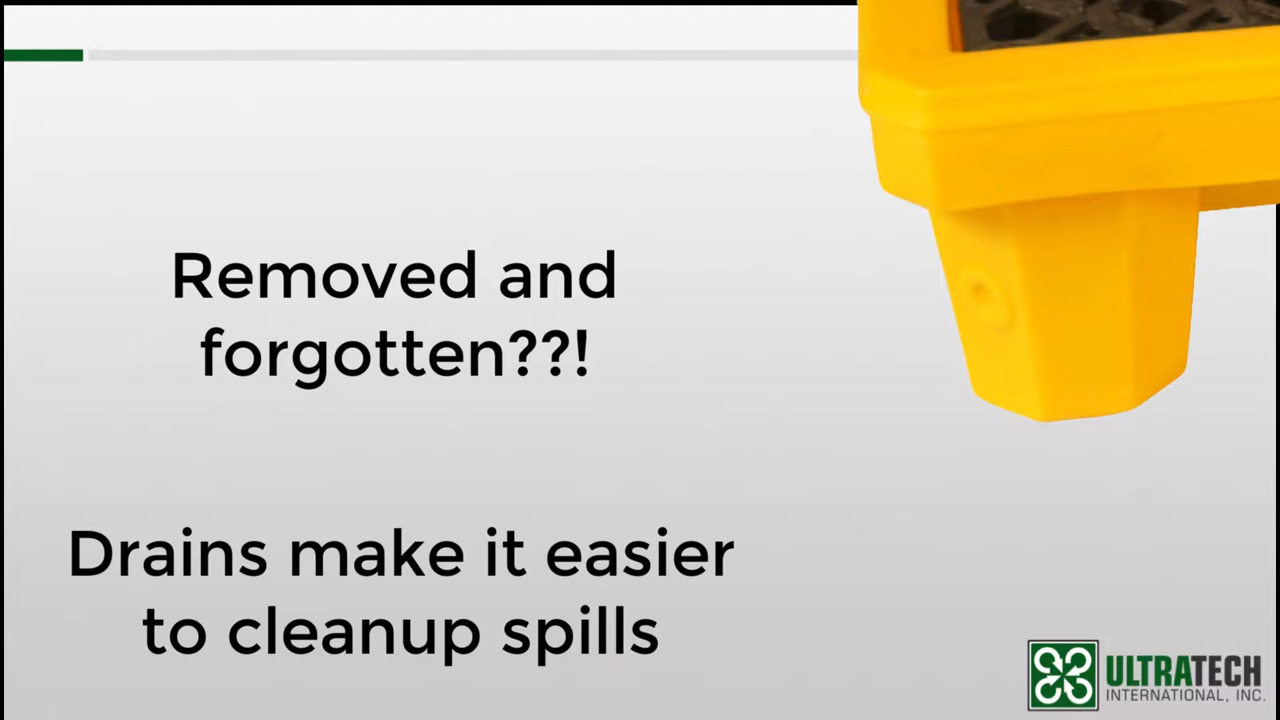 Removed and
forgotten??!
Drains make it easier
to cleanup spills
ULTRATECH
INTERNATIONAL, INC.